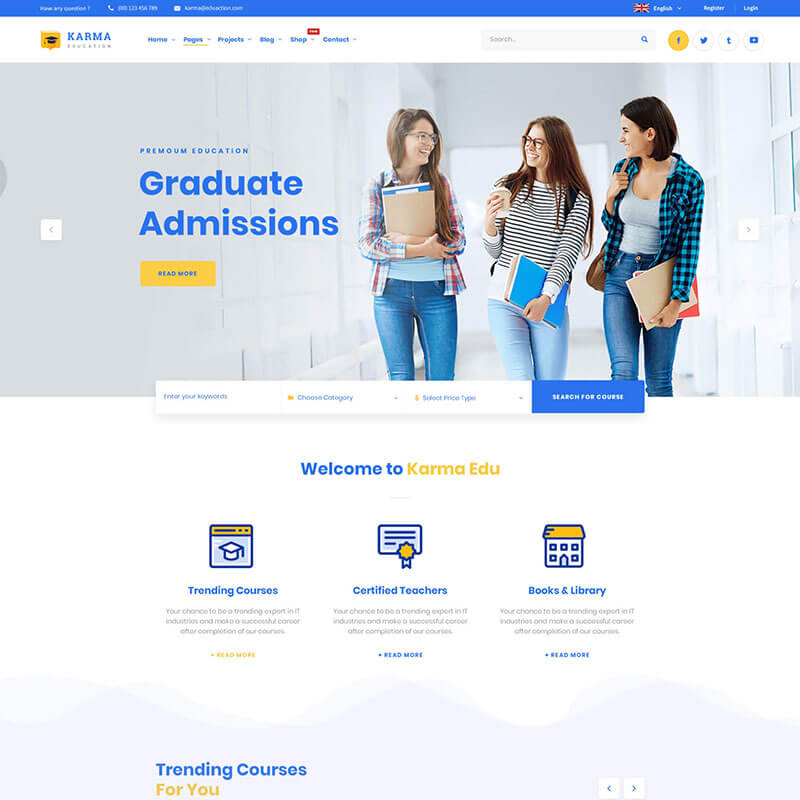 Have any question ?
(00) 123 456 789
karma@eduaction.com
English
Register
Login
KARMA
EDUCATION
Home
Pages
Projects
Blog
Shop
Contact
Search...
PREMOUM EDUCATION
Graduate
Admissions
READ MORE
Enter your keywords
Choose Category
Select Price Type
SEARCH FOR COURSE
Welcome to Karma Edu
Trending Courses
Your chance to be a trending expert in IT
industries and make a successful career
after completion of our courses.
+ READ MORE
Certified Teachers
Your chance to be a trending expert in IT
industries and make a successful career
after completion of our courses.
+ READ MORE
Books & Library
Your chance to be a trending expert in IT
industries and make a successful career
after completion of our courses.
+ READ MORE
Trending Courses
For You